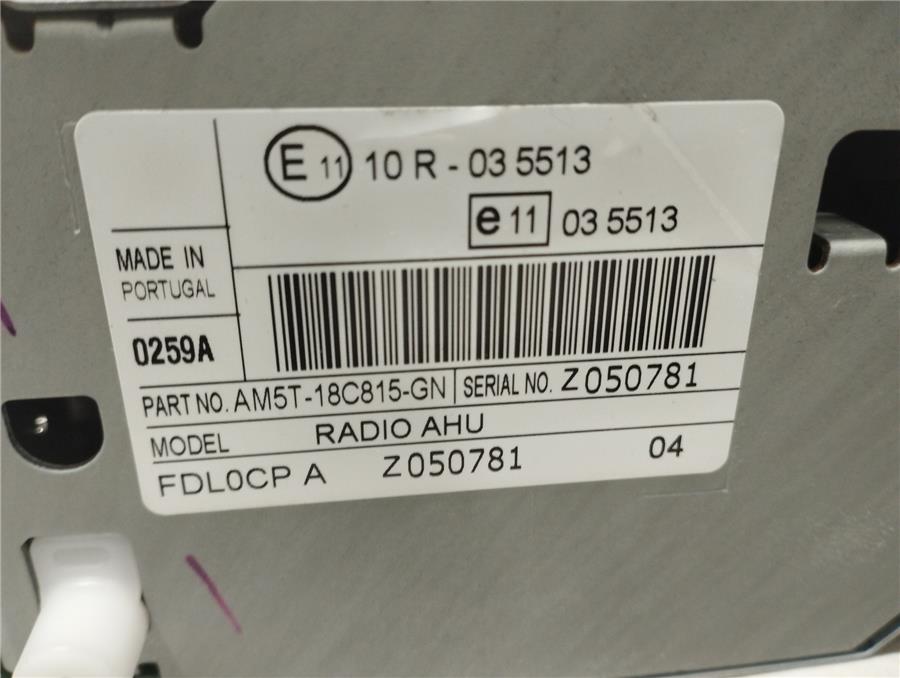 E 11 10 R - 03 5513
e 11 03 5513
MADE IN
PORTUGAL
0259A
PART NO. AM5T-18C815-GN SERIAL NO. Z050781
MODEL RADIO AHU
FDL0CP A Z050781 04